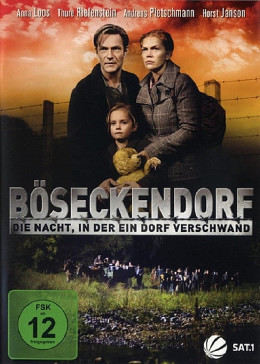 Anna Loos Thure Riefenstein Andreas Pietschmann Horst Janson
BÖSECKENDORF
DIE NACHT, IN DER EIN DORF VERSCHWAND
FSK
ab
12
freigegeben
SAT.1